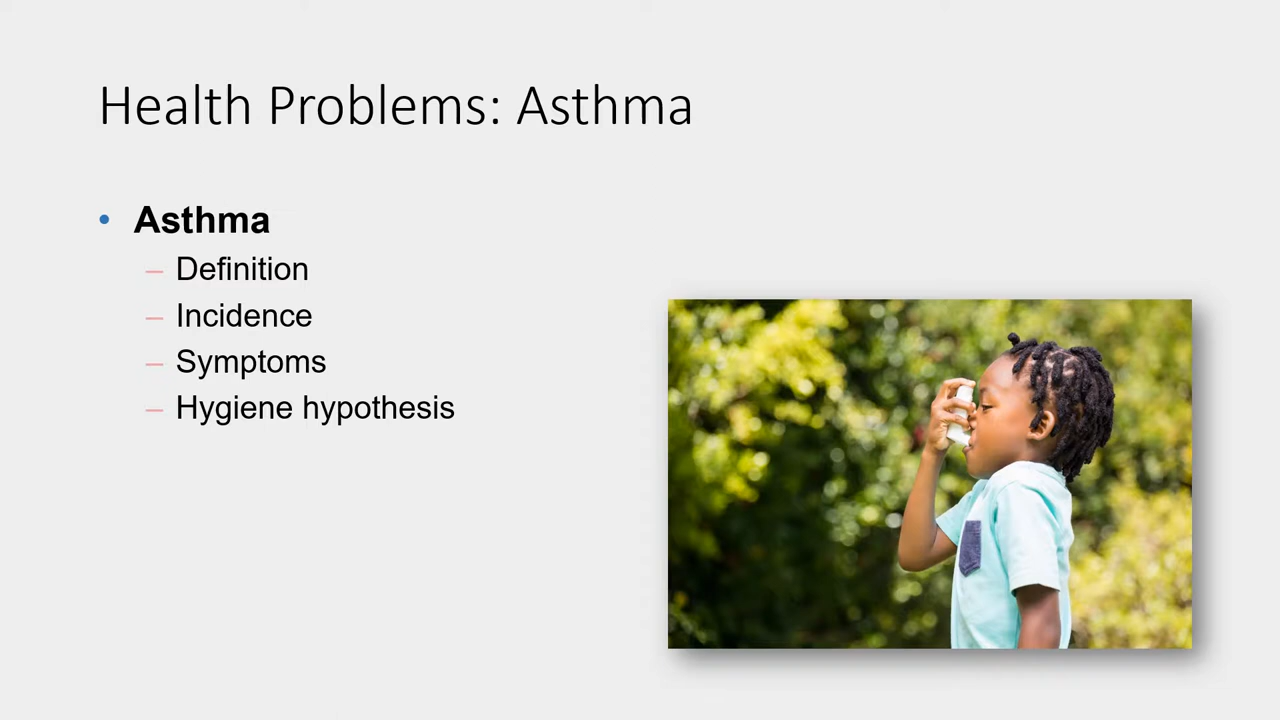 Health Problems: Asthma
• Asthma
– Definition
– Incidence
– Symptoms
– Hygiene hypothesis